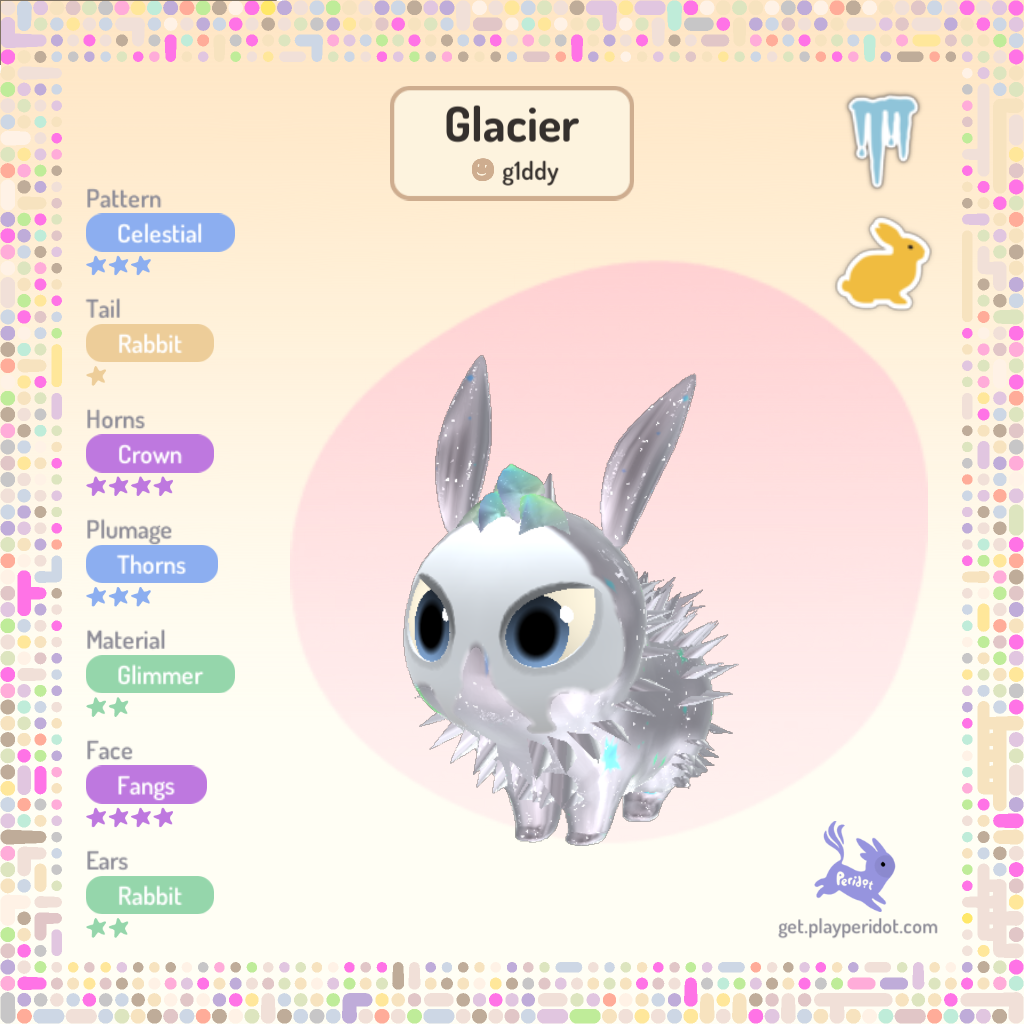 Glacier
g1ddy
Pattern
Celestial
Tail
Rabbit
Horns
Crown
Plumage
Thorns
Material
Glimmer
Face
Fangs
Ears
Rabbit
Peridot
get.playperidot.com